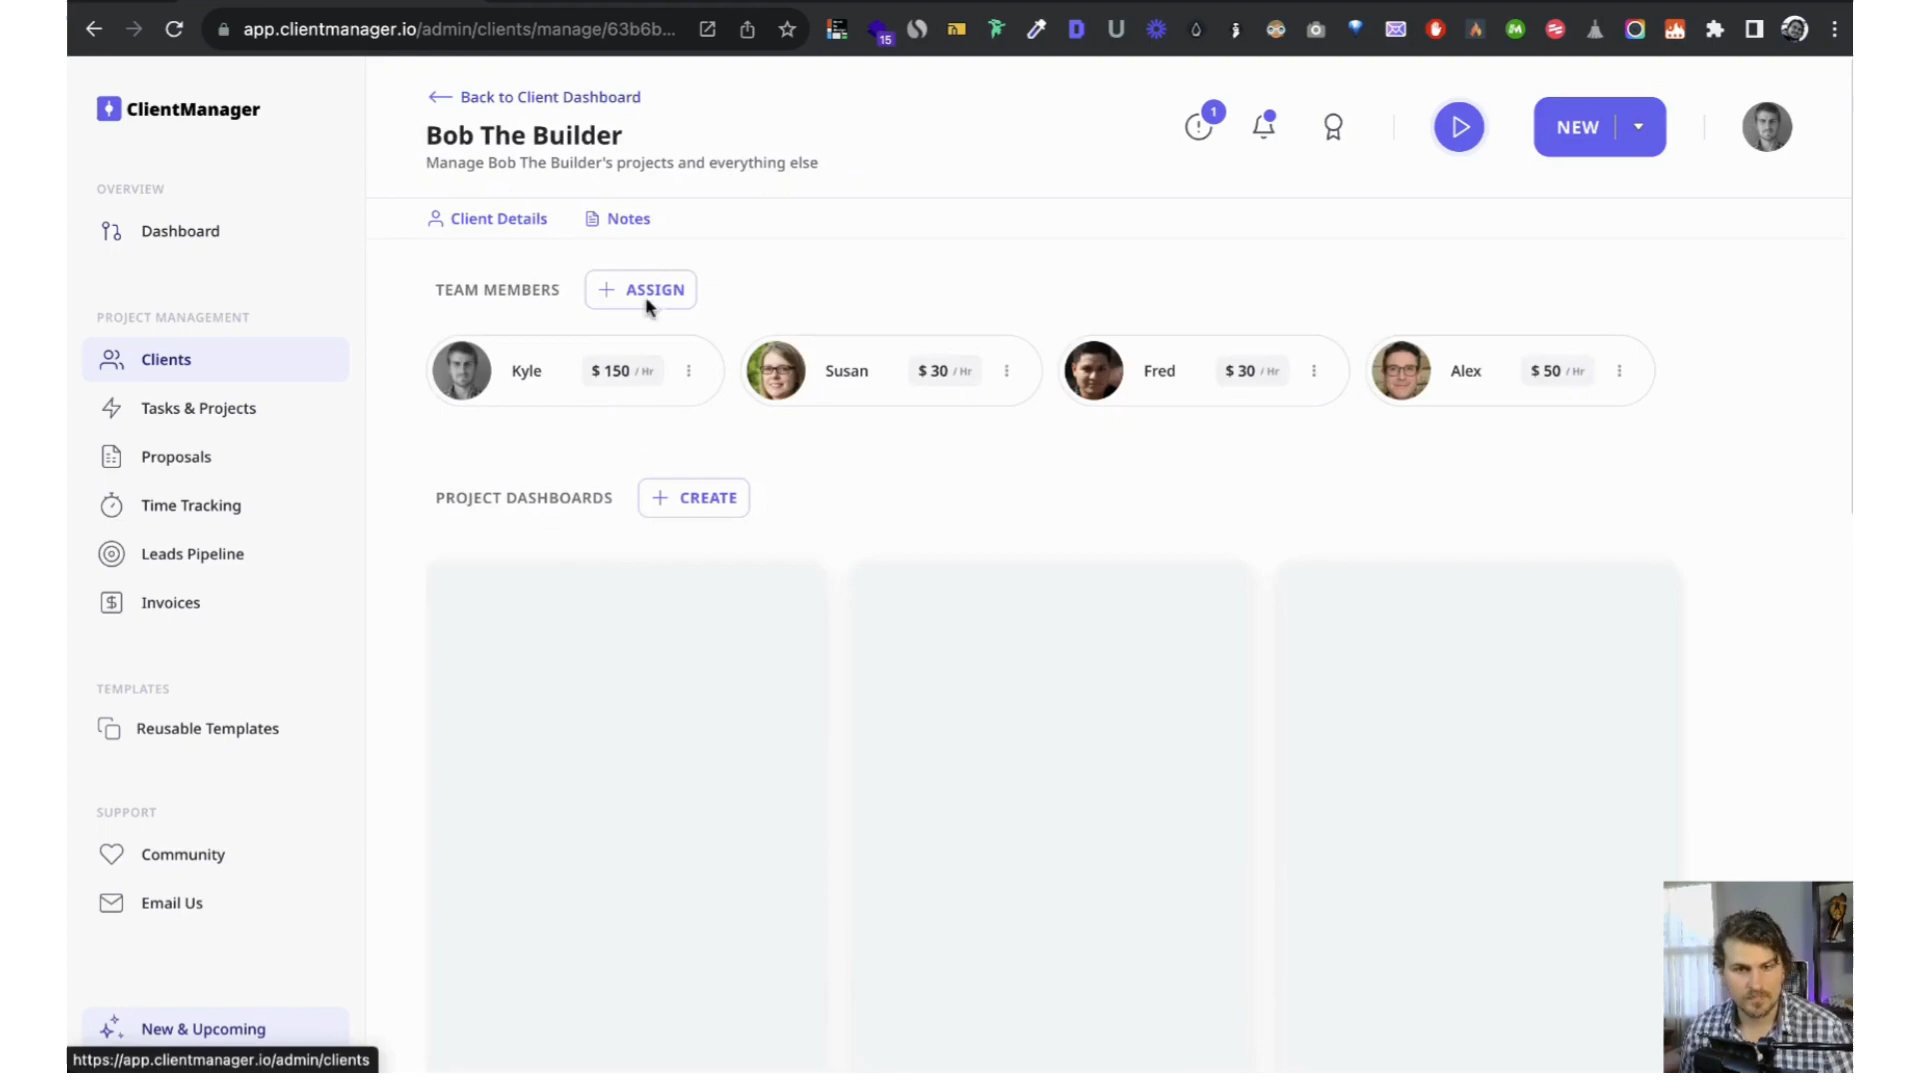 app.clientmanager.io/admin/clients/manage/63b6b...
15
ClientManager
OVERVIEW
Dashboard
PROJECT MANAGEMENT
Clients
Tasks & Projects
Proposals
Time Tracking
Leads Pipeline
Invoices
TEMPLATES
Reusable Templates
SUPPORT
Community
Email Us
New & Upcoming
https://app.clientmanager.io/admin/clients
Back to Client Dashboard
Bob The Builder
Manage Bob The Builder's projects and everything else
1
NEW
Client Details
Notes
TEAM MEMBERS
ASSIGN
Kyle $ 150 / Hr
Susan $ 30 / Hr
Fred $ 30 / Hr
Alex $ 50 / Hr
PROJECT DASHBOARDS
CREATE